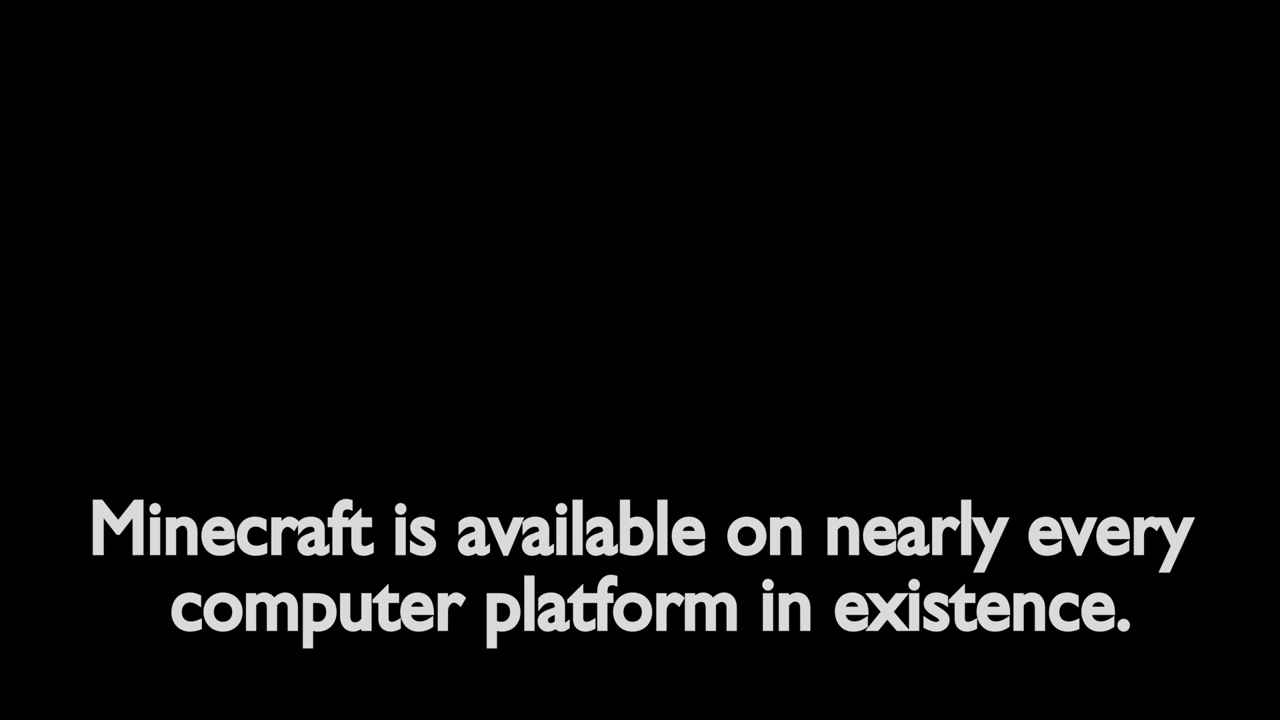 Minecraft is available on nearly every
computer platform in existence.